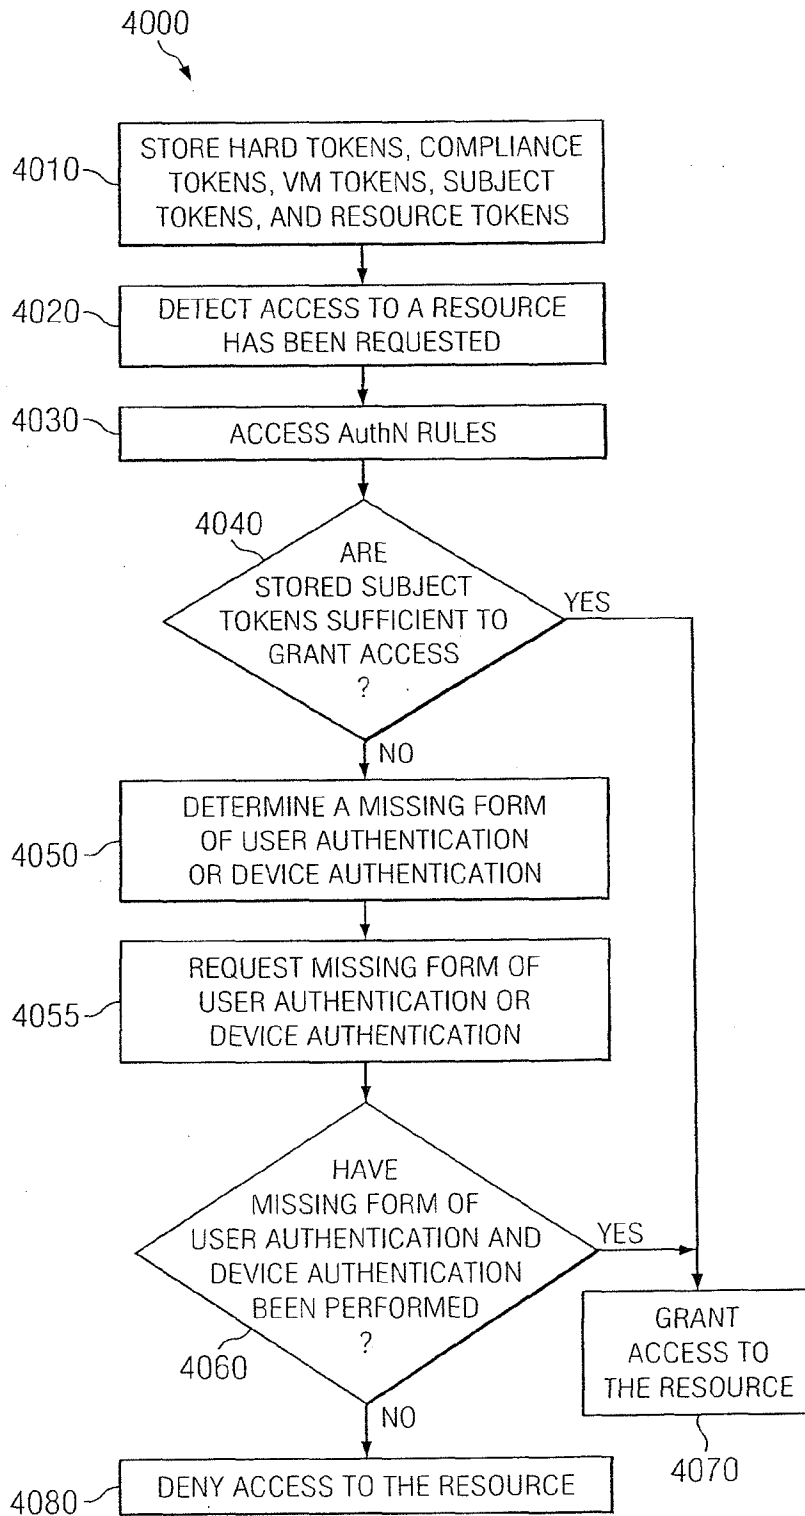 4000
4010
STORE HARD TOKENS, COMPLIANCE
TOKENS, VM TOKENS, SUBJECT
TOKENS, AND RESOURCE TOKENS
4020
DETECT ACCESS TO A RESOURCE
HAS BEEN REQUESTED
4030
ACCESS AuthN RULES
4040
ARE
STORED SUBJECT
TOKENS SUFFICIENT TO
GRANT ACCESS
?
YES
NO
4050
DETERMINE A MISSING FORM
OF USER AUTHENTICATION
OR DEVICE AUTHENTICATION
4055
REQUEST MISSING FORM OF
USER AUTHENTICATION OR
DEVICE AUTHENTICATION
HAVE
MISSING FORM OF
USER AUTHENTICATION AND
DEVICE AUTHENTICATION
BEEN PERFORMED
?
4060
YES
NO
GRANT
ACCESS TO
THE RESOURCE
4070
4080
DENY ACCESS TO THE RESOURCE